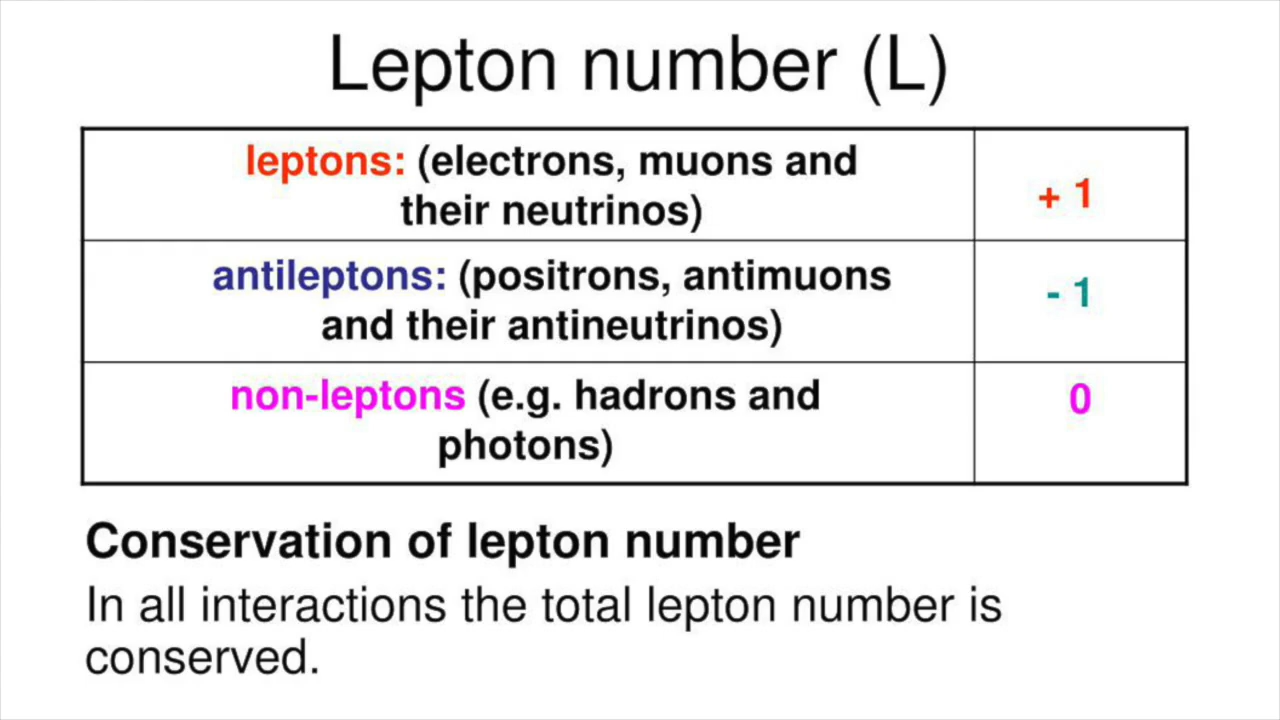 Lepton number (L)
leptons: (electrons, muons and
their neutrinos)
+ 1
antileptons: (positrons, antimuons
and their antineutrinos)
- 1
non-leptons (e.g. hadrons and
photons)
0
Conservation of lepton number
In all interactions the total lepton number is
conserved.